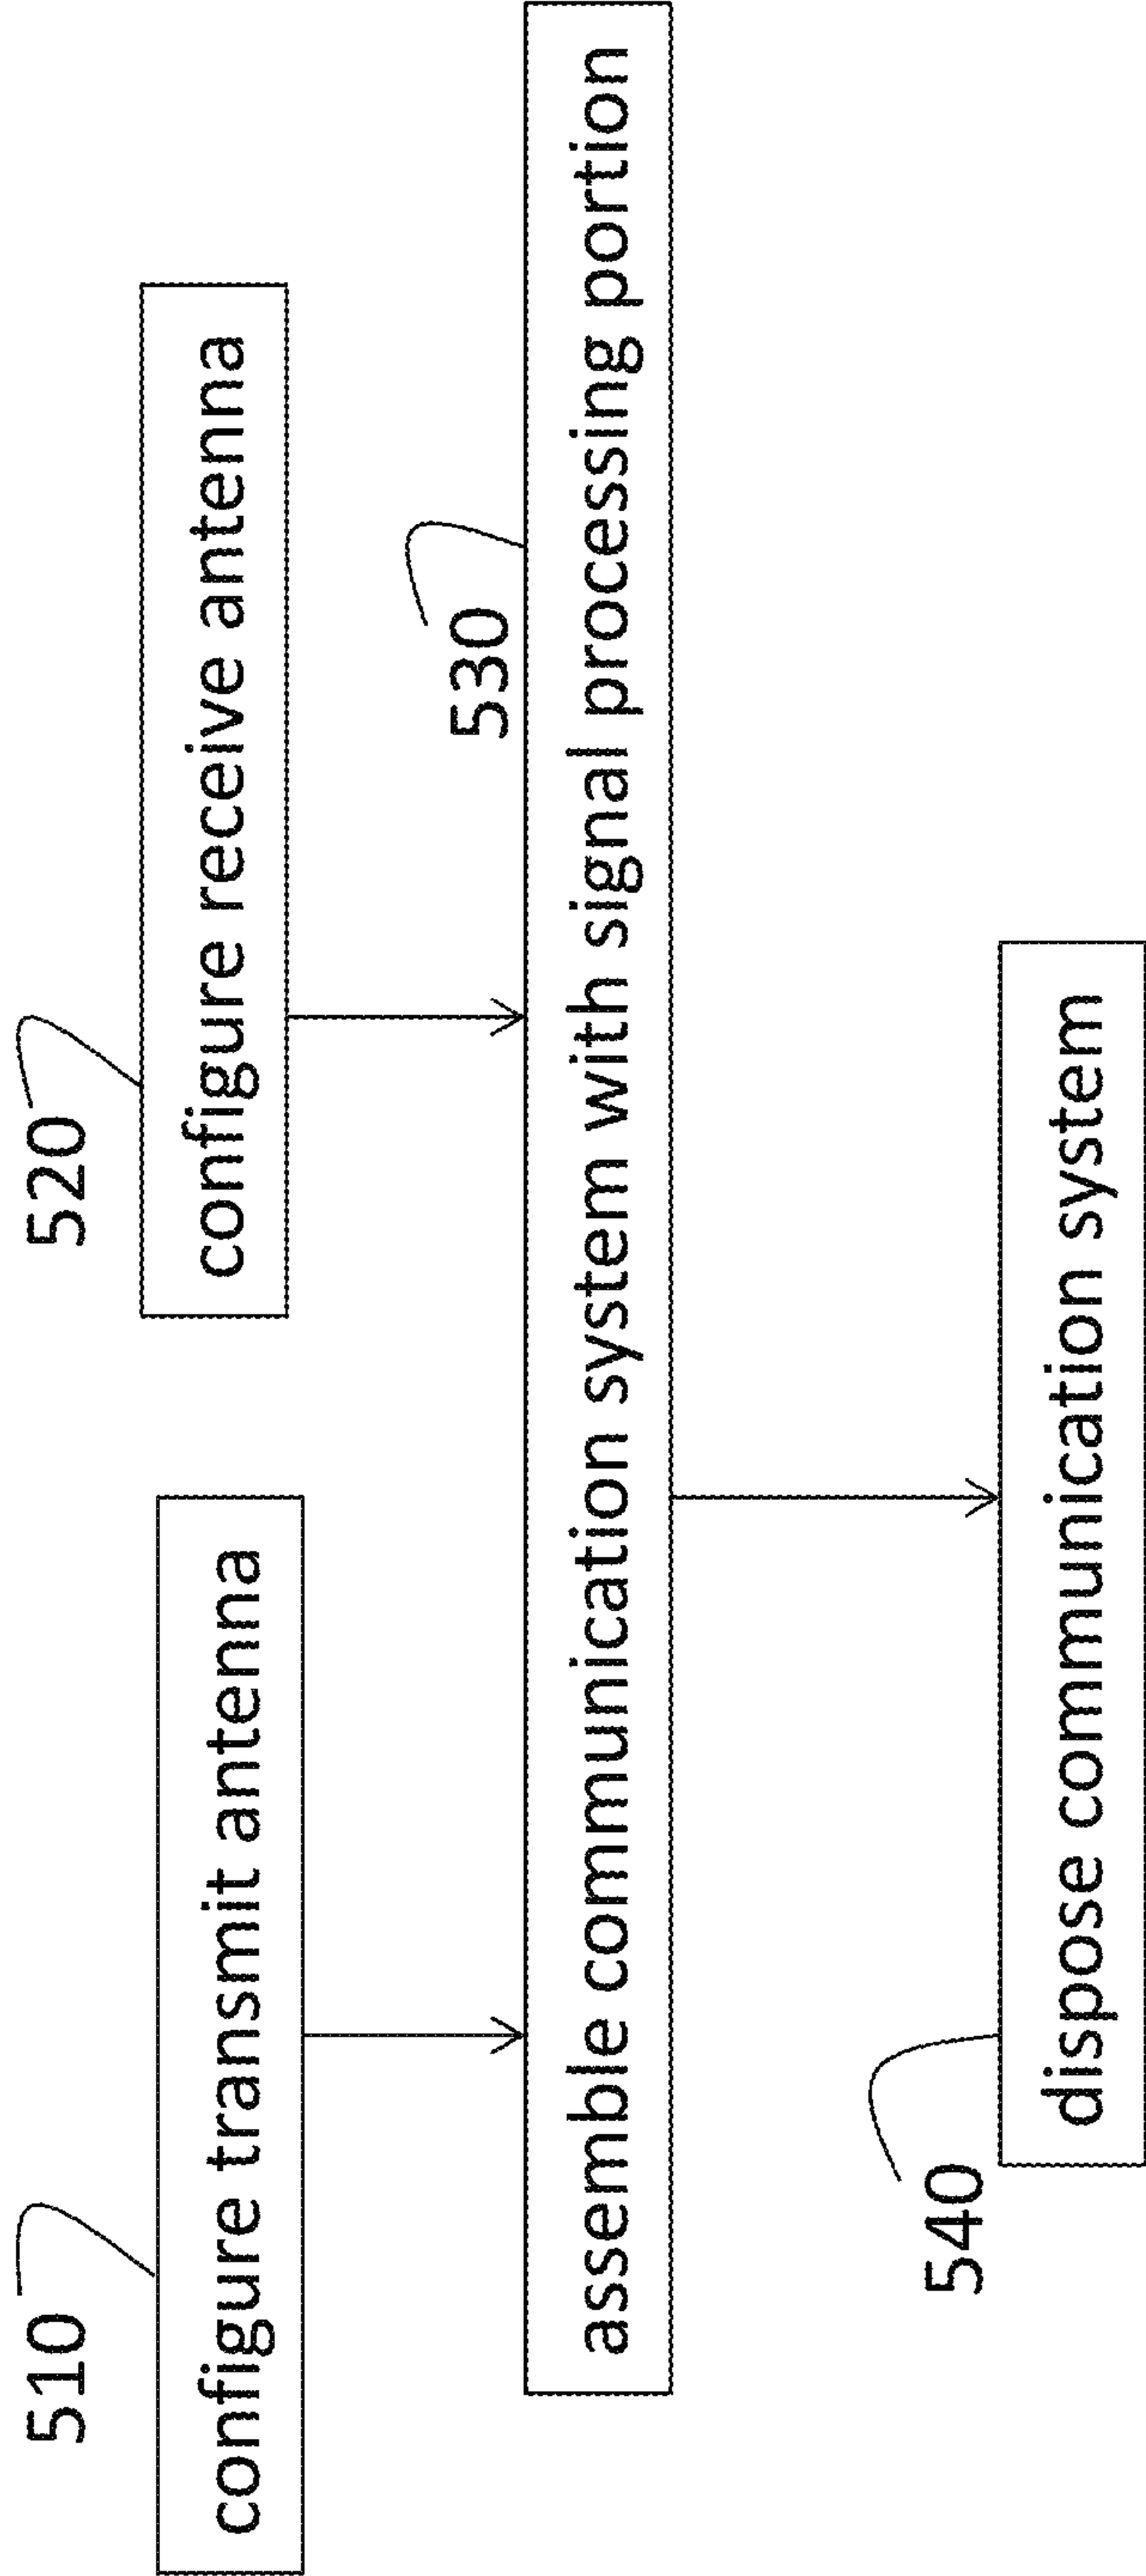 510
configure transmit antenna
520
configure receive antenna
530
assemble communication system with signal processing portion
540
dispose communication system